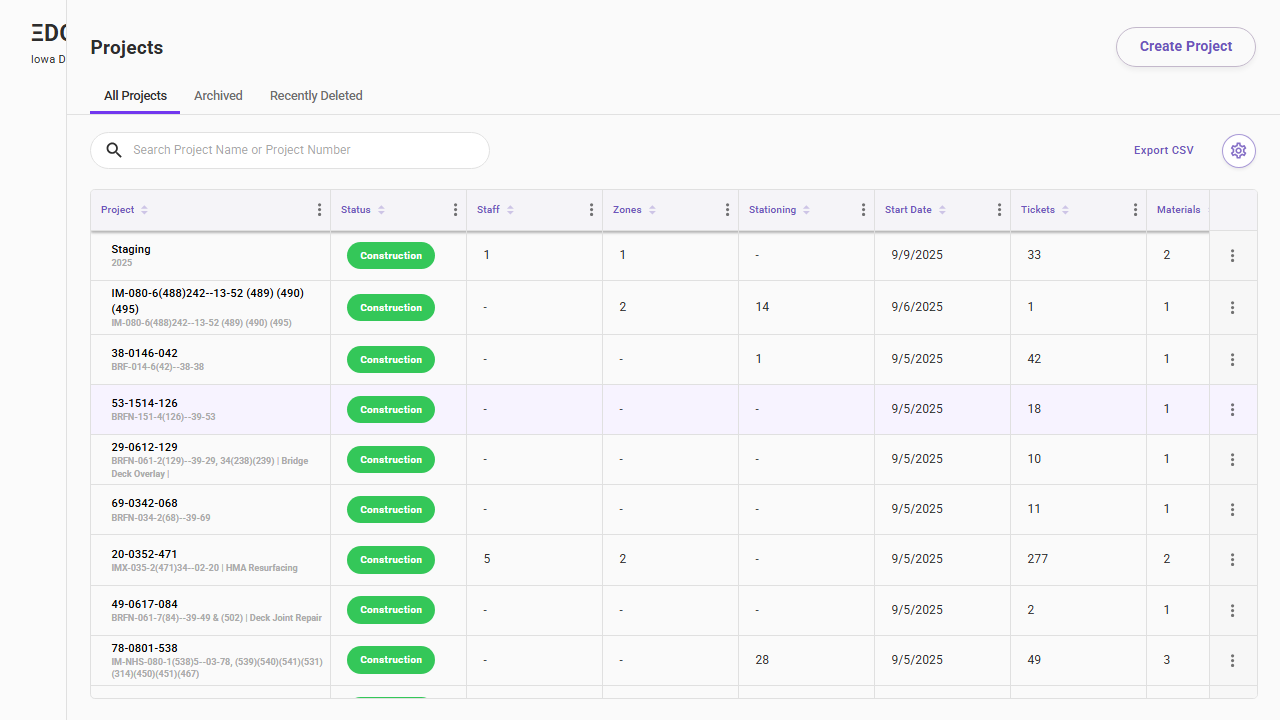 ΞDO
Iowa D
Projects
Create Project
All Projects Archived Recently Deleted
Search Project Name or Project Number
Export CSV
Project Status Staff Zones Stationing Start Date Tickets Materials
Staging
2025
Construction 1 1 - 9/9/2025 33 2
IM-080-6(488)242--13-52 (489) (490)
(495)
IM-080-6(488)242--13-52 (489) (490) (495)
Construction - 2 14 9/6/2025 1 1
38-0146-042
BRF-014-6(42)--38-38
Construction - - 1 9/5/2025 42 1
53-1514-126
BRFN-151-4(126)--39-53
Construction - - - 9/5/2025 18 1
29-0612-129
BRFN-061-2(129)--39-29, 34(238)(239) | Bridge
Deck Overlay |
Construction - - - 9/5/2025 10 1
69-0342-068
BRFN-034-2(68)--39-69
Construction - - - 9/5/2025 11 1
20-0352-471
IMX-035-2(471)34--02-20 | HMA Resurfacing
Construction 5 2 - 9/5/2025 277 2
49-0617-084
BRFN-061-7(84)--39-49 & (502) | Deck Joint Repair
Construction - - - 9/5/2025 2 1
78-0801-538
IM-NHS-080-1(538)5--03-78, (539)(540)(541)(531)
(314)(450)(451)(467)
Construction - - 28 9/5/2025 49 3